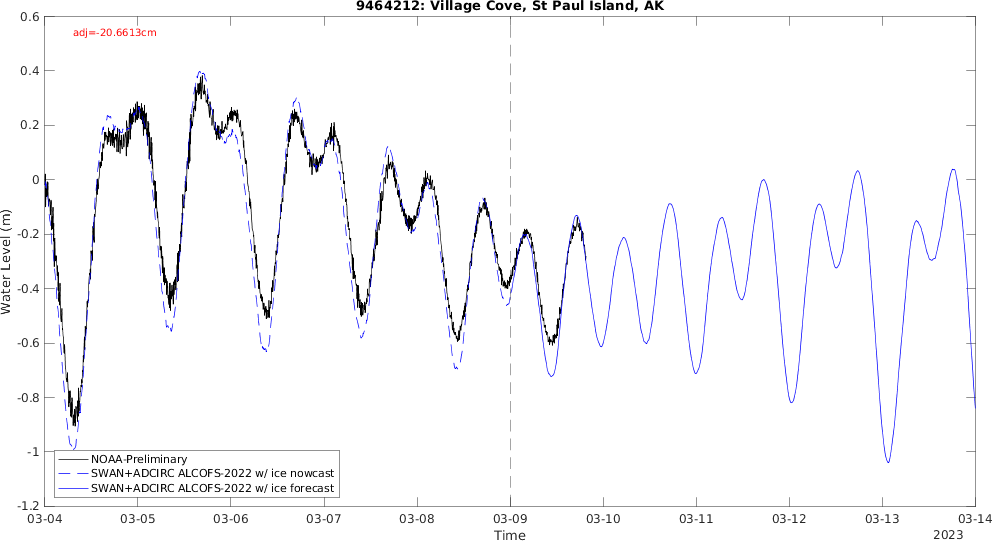 9464212: Village Cove, St Paul Island, AK
adj=-20.6613cm
0.6
0.4
0.2
0
-0.2
-0.4
-0.6
-0.8
-1
-1.2
Water Level (m)
NOAA-Preliminary
SWAN+ADCIRC ALCOFS-2022 w/ ice nowcast
SWAN+ADCIRC ALCOFS-2022 w/ ice forecast
03-04 03-05 03-06 03-07 03-08 03-09 03-10 03-11 03-12 03-13 03-14
Time
2023